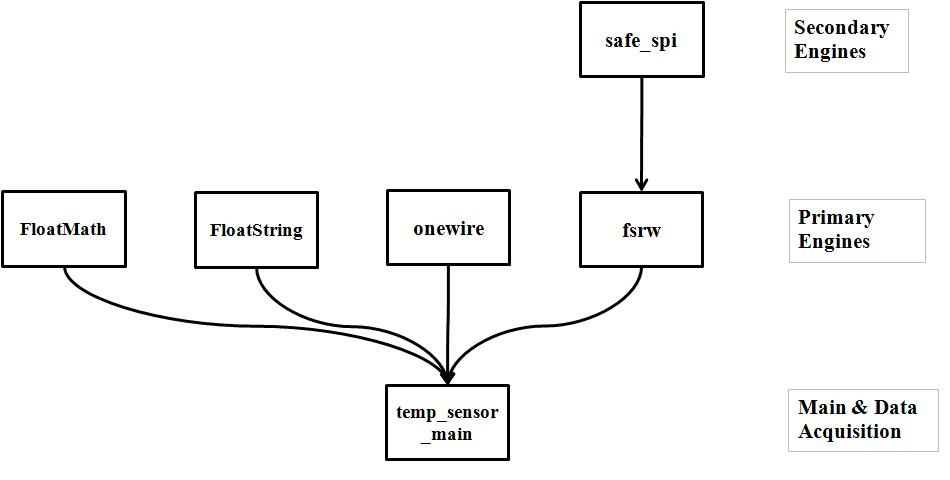 safe_spi
Secondary
Engines
FloatMath
FloatString
onewire
fsrw
Primary
Engines
temp_sensor
_main
Main & Data
Acquisition